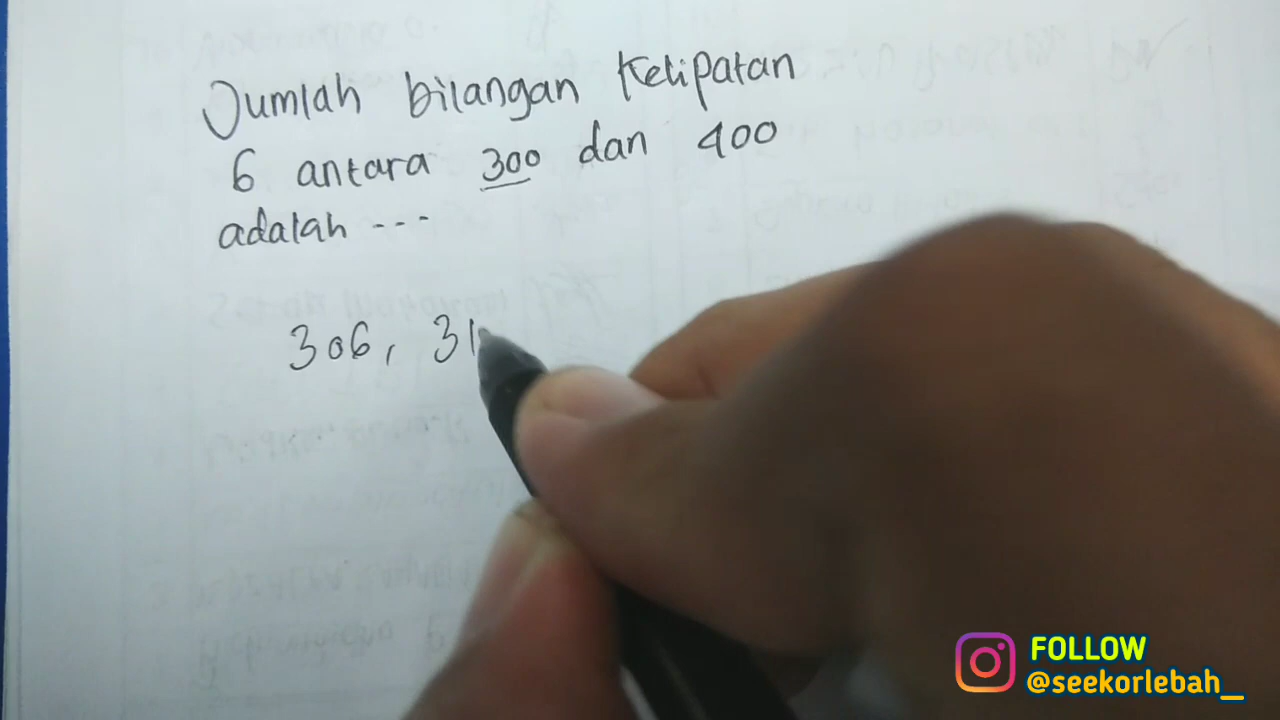 Jumlah bilangan Kelipatan
6 antara 300 dan 400
adalah ---
306, 31
FOLLOW
@seekorlebah_